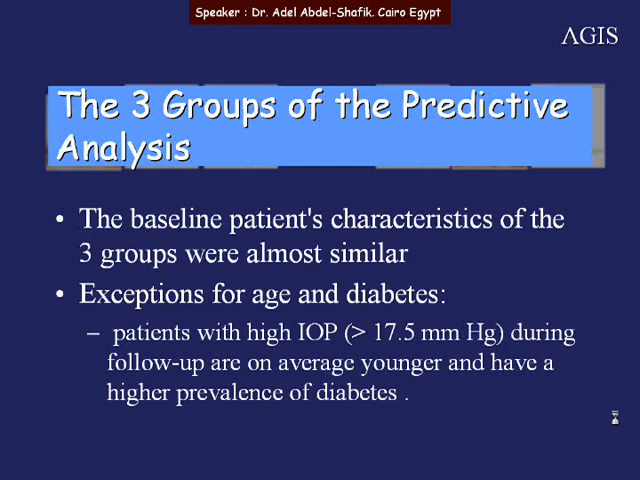 Speaker : Dr. Adel Abdel-Shafik. Cairo Egypt
AGIS
The 3 Groups of the Predictive
Analysis
• The baseline patient's characteristics of the
3 groups were almost similar
• Exceptions for age and diabetes:
– patients with high IOP (> 17.5 mm Hg) during
follow-up are on average younger and have a
higher prevalence of diabetes .